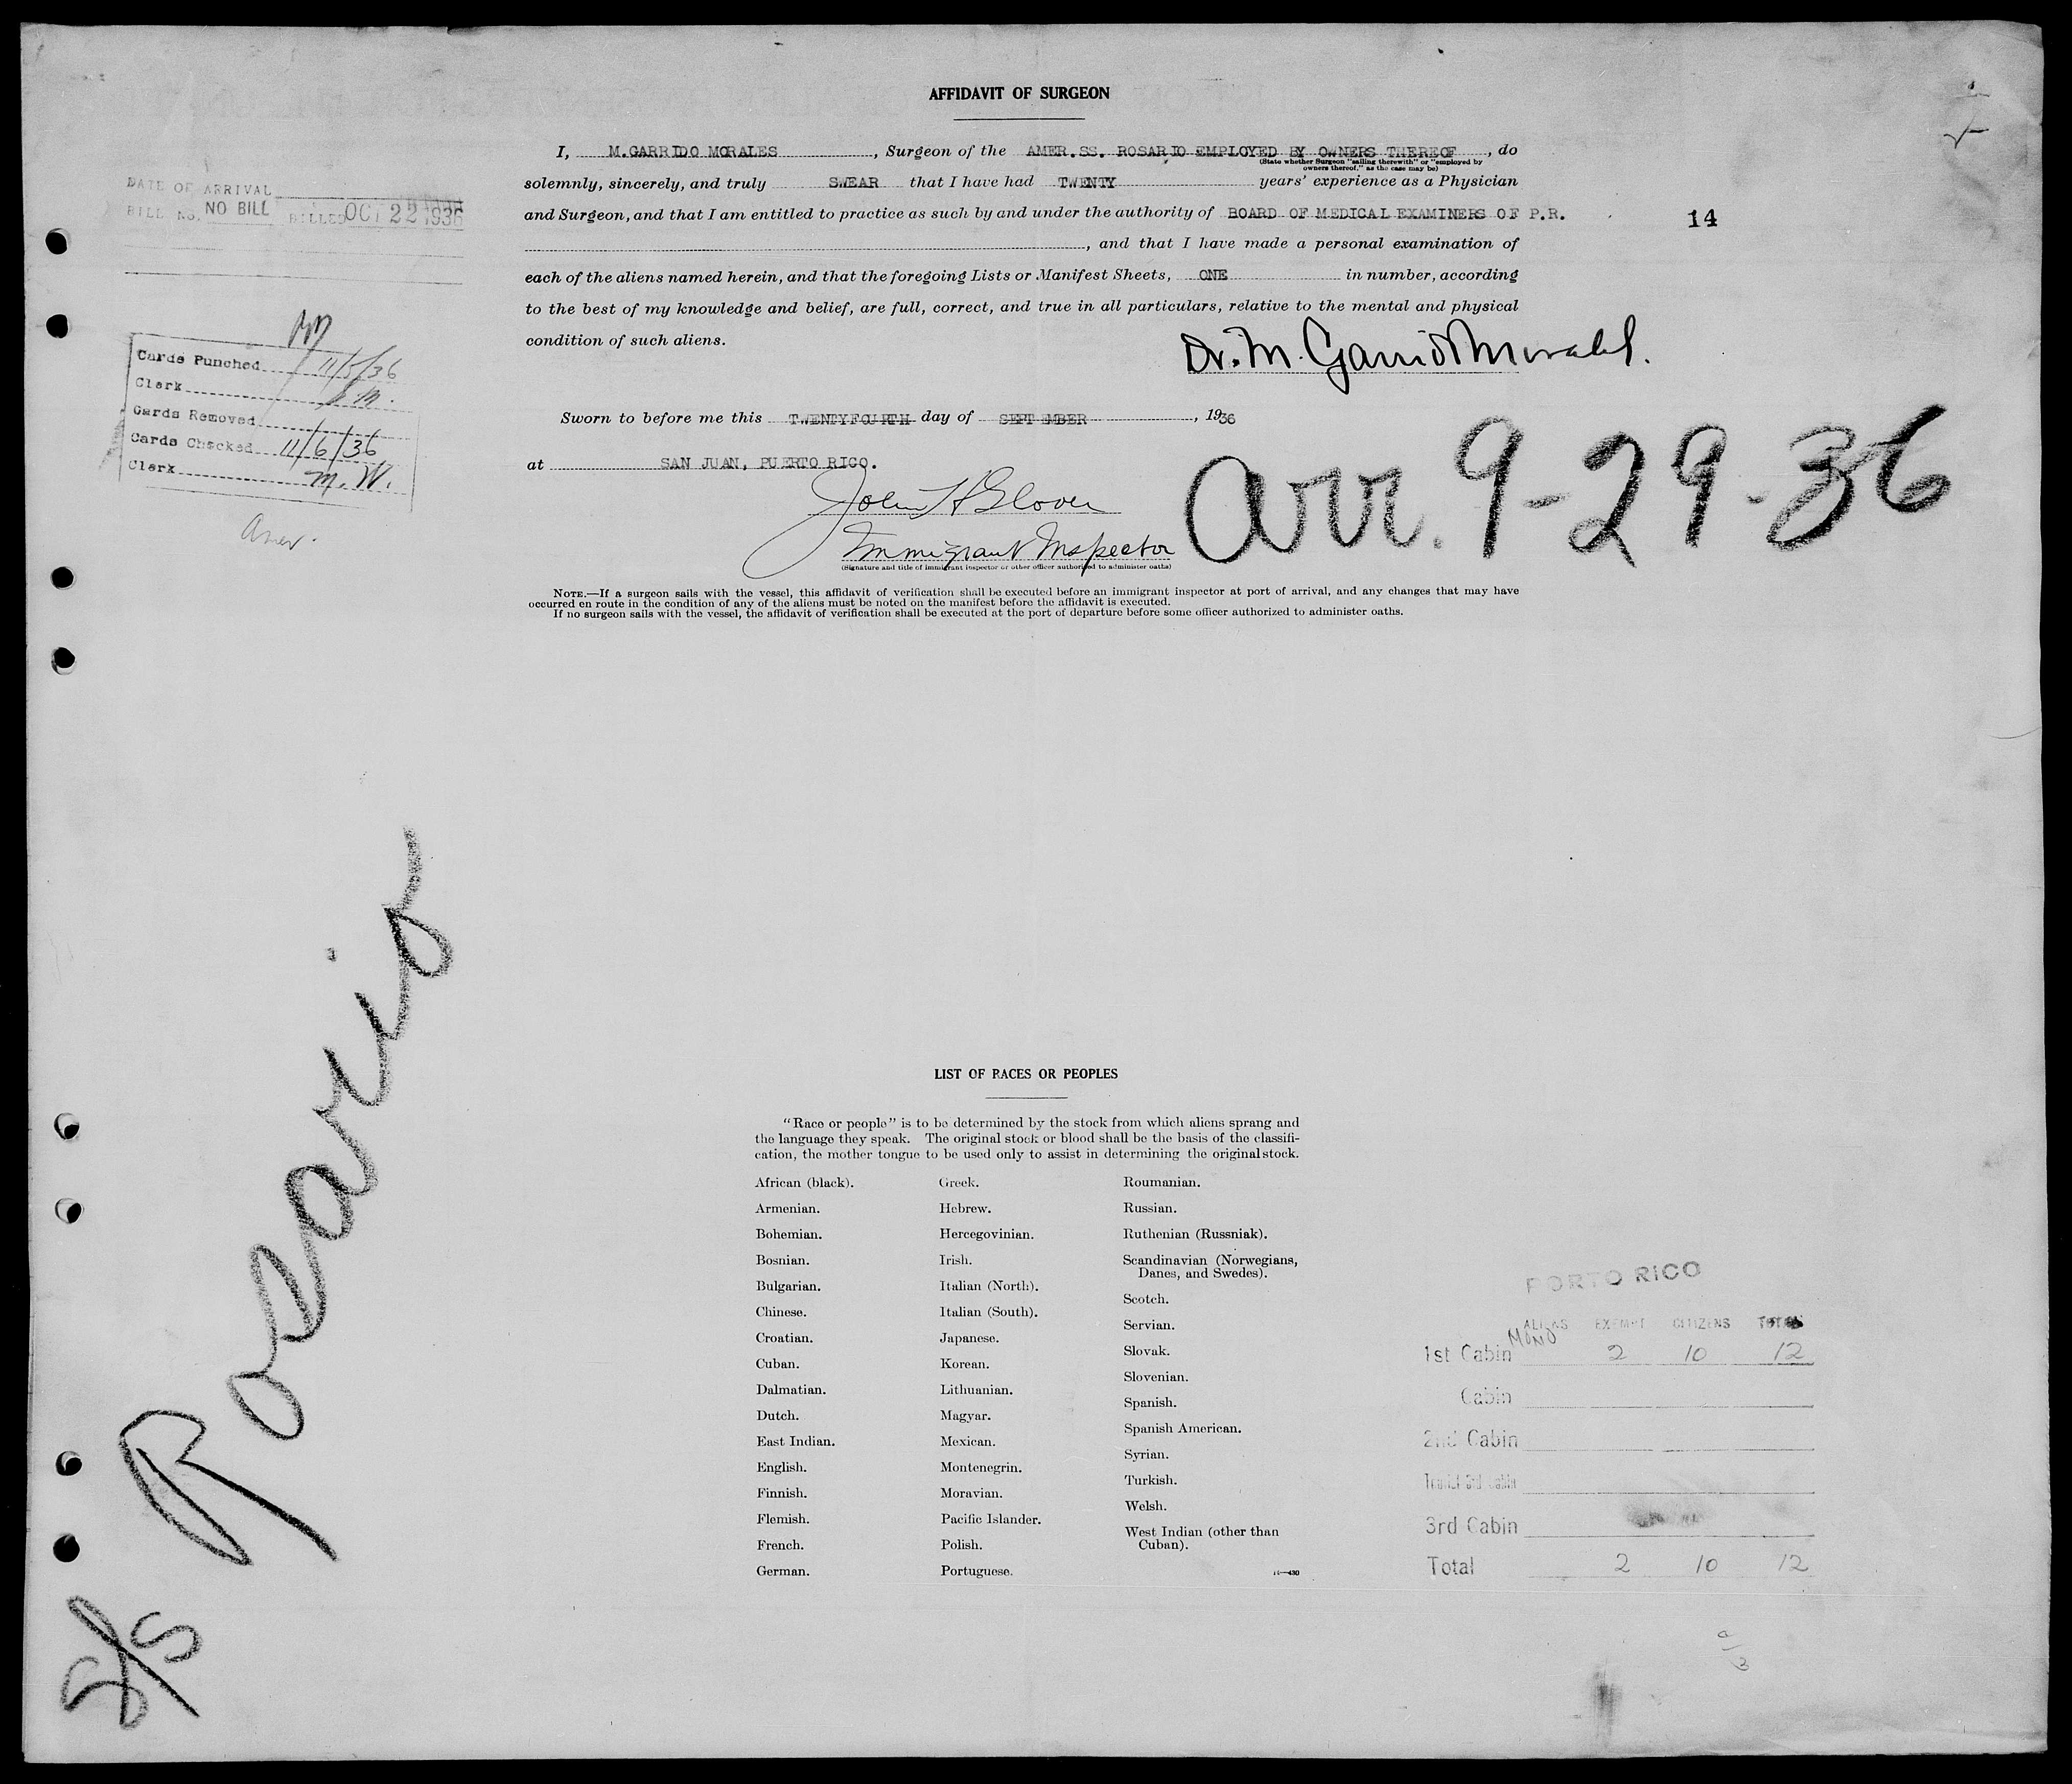 AFFIDAVIT OF SURGEON
I, M.GARRIDO MORALES, Surgeon of the AMER.SS. ROSARIO EMPLOYED BY OWNERS THEREOF, do
(State whether Surgeon "sailing therewith" or "employed by
owners thereof," as the case may be)
solemnly, sincerely, and truly SWEAR that I have had TWENTY years' experience as a Physician
and Surgeon, and that I am entitled to practice as such by and under the authority of BOARD OF MEDICAL EXAMINERS OF P.R.
, and that I have made a personal examination of
each of the aliens named herein, and that the foregoing Lists or Manifest Sheets, ONE in number, according
to the best of my knowledge and belief, are full, correct, and true in all particulars, relative to the mental and physical
condition of such aliens.
Dr. M. Garrido Morales.
Sworn to before me this TWENTYFOURTH day of SEPTEMBER, 1936
at SAN JUAN, PUERTO RICO.
John H Glover
Immigrant Inspector
(Signature and title of immigrant inspector or other officer authorized to administer oaths)
NOTE.—If a surgeon sails with the vessel, this affidavit of verification shall be executed before an immigrant inspector at port of arrival, and any changes that may have
occurred en route in the condition of any of the aliens must be noted on the manifest before the affidavit is executed.
If no surgeon sails with the vessel, the affidavit of verification shall be executed at the port of departure before some officer authorized to administer oaths.
14
Arr. 9-29-36
DATE OF ARRIVAL
BILL NO. NO BILL BILLED OCT 22 1936
Cards Punched 11/5/36
Clerk
Cards Removed
Cards Checked 11/6/36
Clerk M.W.
Amer.
S/S Rosario
LIST OF RACES OR PEOPLES
"Race or people" is to be determined by the stock from which aliens sprang and
the language they speak. The original stock or blood shall be the basis of the classifi-
cation, the mother tongue to be used only to assist in determining the original stock.
African (black).
Armenian.
Bohemian.
Bosnian.
Bulgarian.
Chinese.
Croatian.
Cuban.
Dalmatian.
Dutch.
East Indian.
English.
Finnish.
Flemish.
French.
German.
Greek.
Hebrew.
Hercegovinian.
Irish.
Italian (North).
Italian (South).
Japanese.
Korean.
Lithuanian.
Magyar.
Mexican.
Montenegrin.
Moravian.
Pacific Islander.
Polish.
Portuguese.
Roumanian.
Russian.
Ruthenian (Russniak).
Scandinavian (Norwegians,
Danes, and Swedes).
Scotch.
Servian.
Slovak.
Slovenian.
Spanish.
Spanish American.
Syrian.
Turkish.
Welsh.
West Indian (other than
Cuban).
PORTO RICO
ALIENS EXEMPT CITIZENS TOTAL
1st Cabin 2 10 12
Cabin
2nd Cabin
3rd Cabin
Total 2 10 12